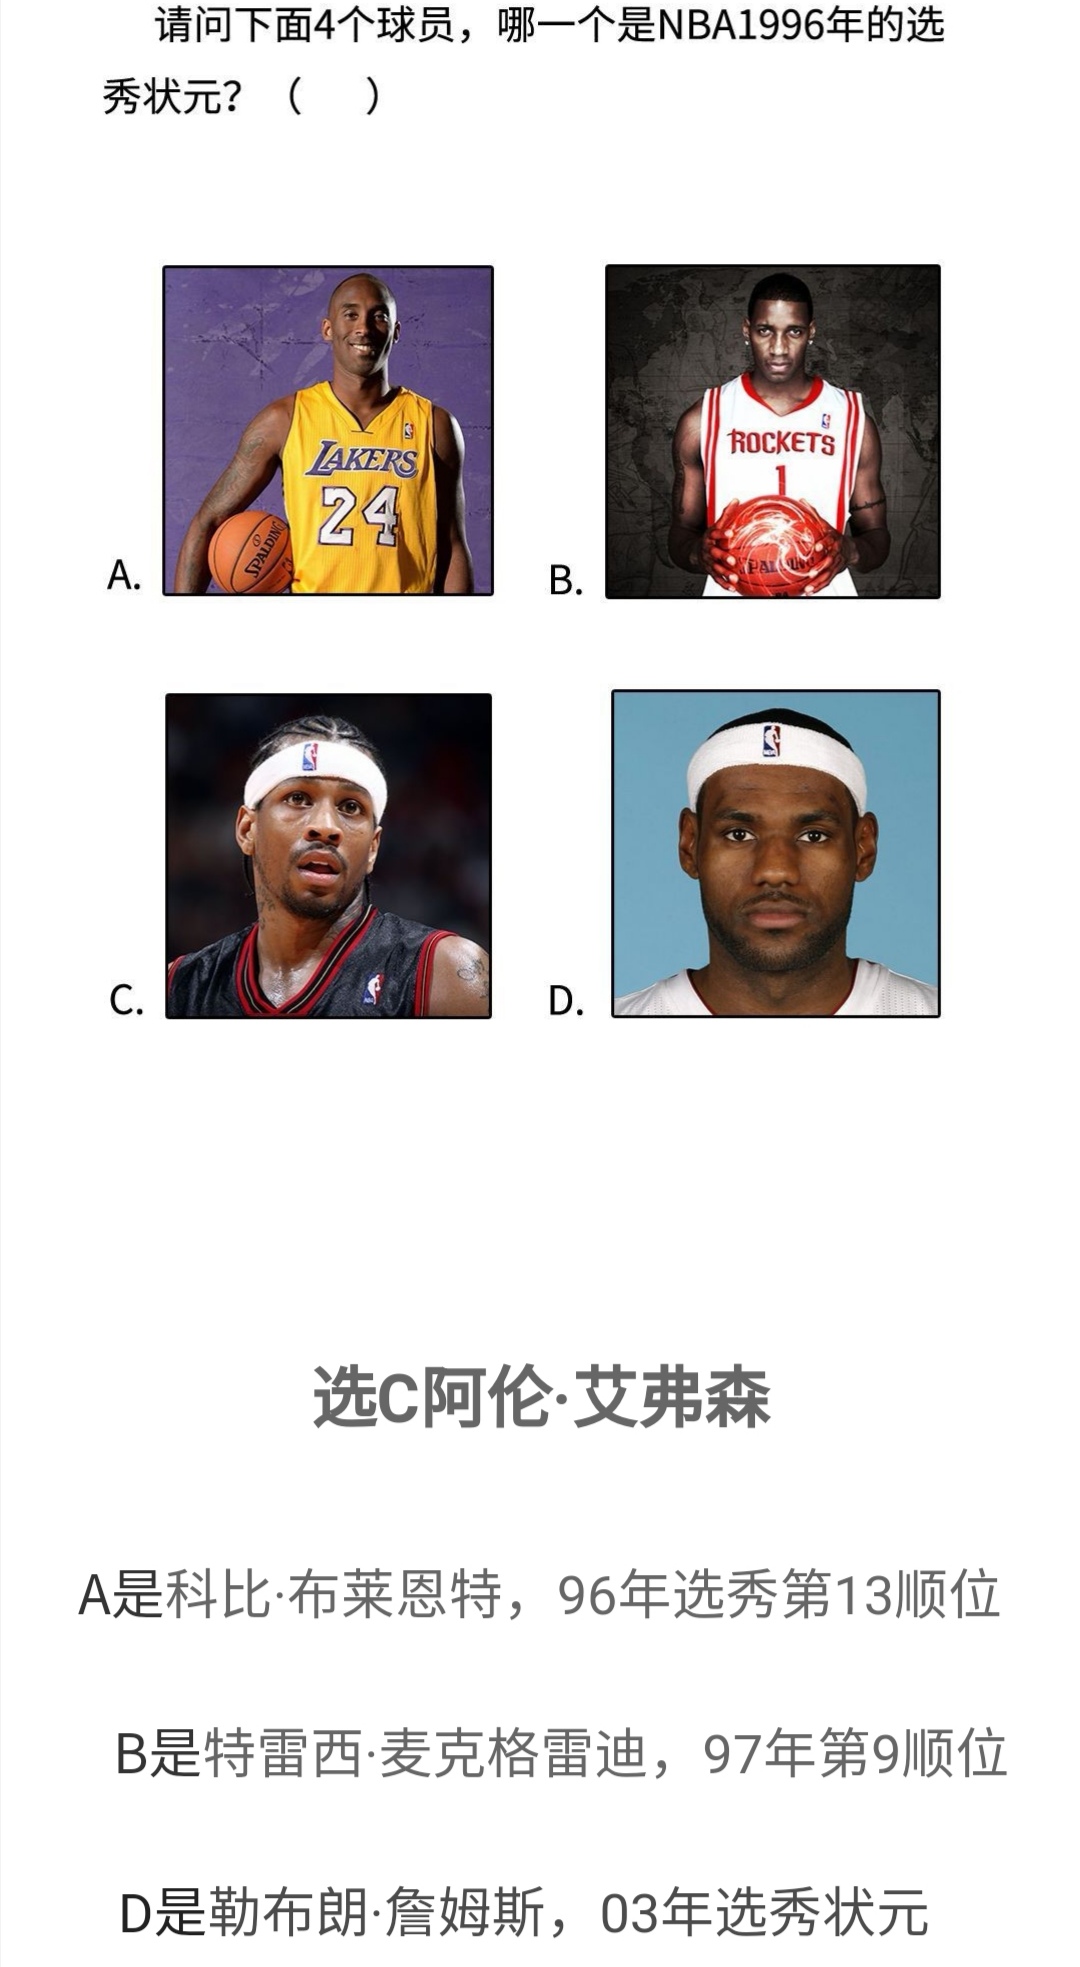 请问下面4个球员，哪一个是NBA1996年的选
秀状元？（ ）
LAKERS
24
SPALDING
A.
ROCKETS
1
SPALDING
B.
C.
D.
选C阿伦·艾弗森
A是科比·布莱恩特，96年选秀第13顺位
B是特雷西·麦克格雷迪，97年第9顺位
D是勒布朗·詹姆斯，03年选秀状元